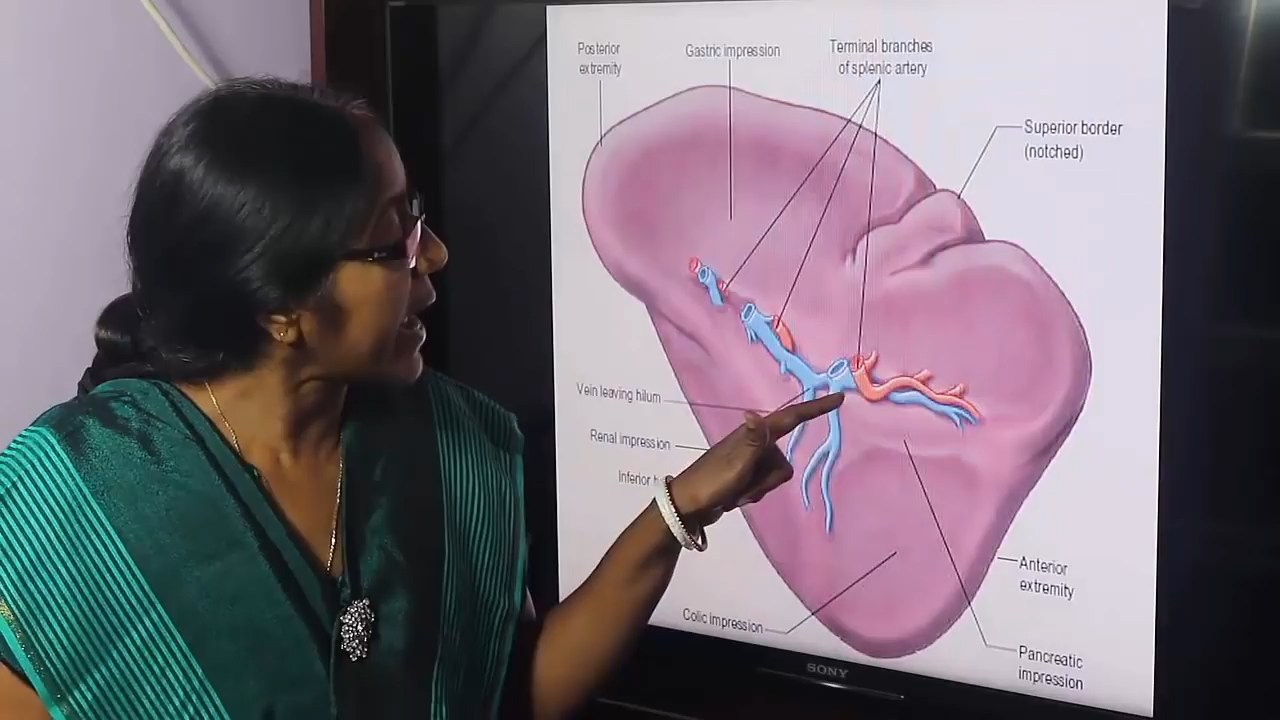 Posterior
extremity
Gastric impression
Terminal branches
of splenic artery
Superior border
(notched)
Vein leaving hilum
Renal impression
Inferior
Colic impression
Anterior
extremity
Pancreatic
impression
SONY